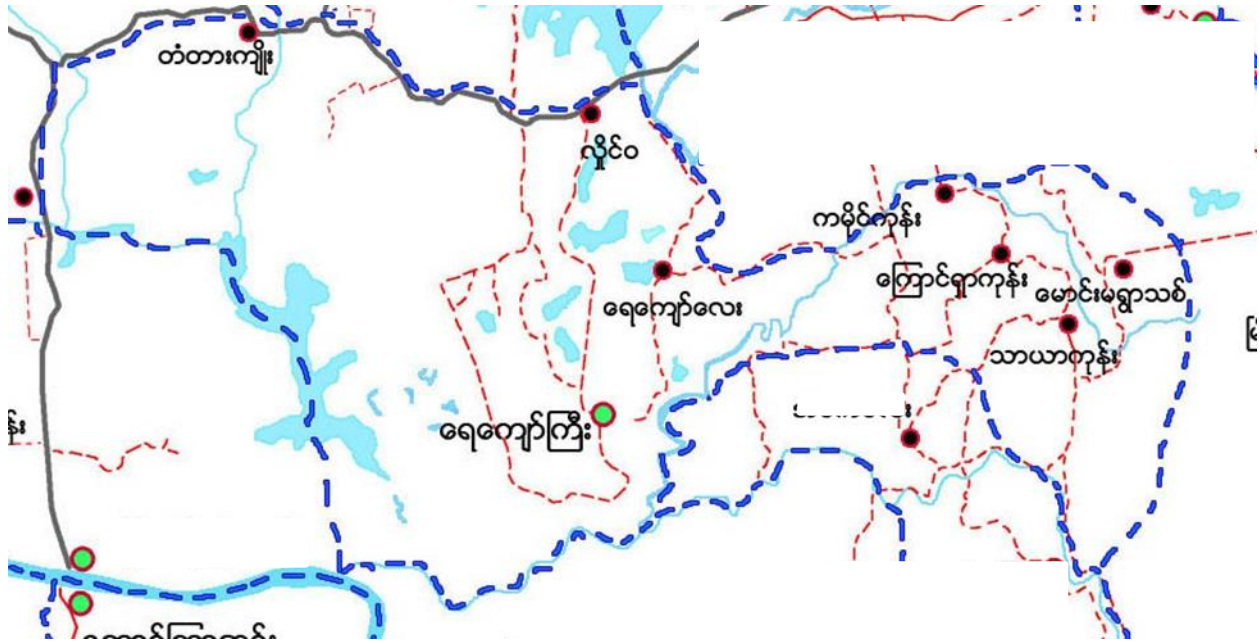 တံတားကျိုး
လှိုင်ဝ
ကမိုင်ကုန်း
ကြောင်ရှာကုန်း
မောင်းမရွာသစ်
ရေကျော်လေး
သာယာကုန်း
ရေကျော်ကြီး